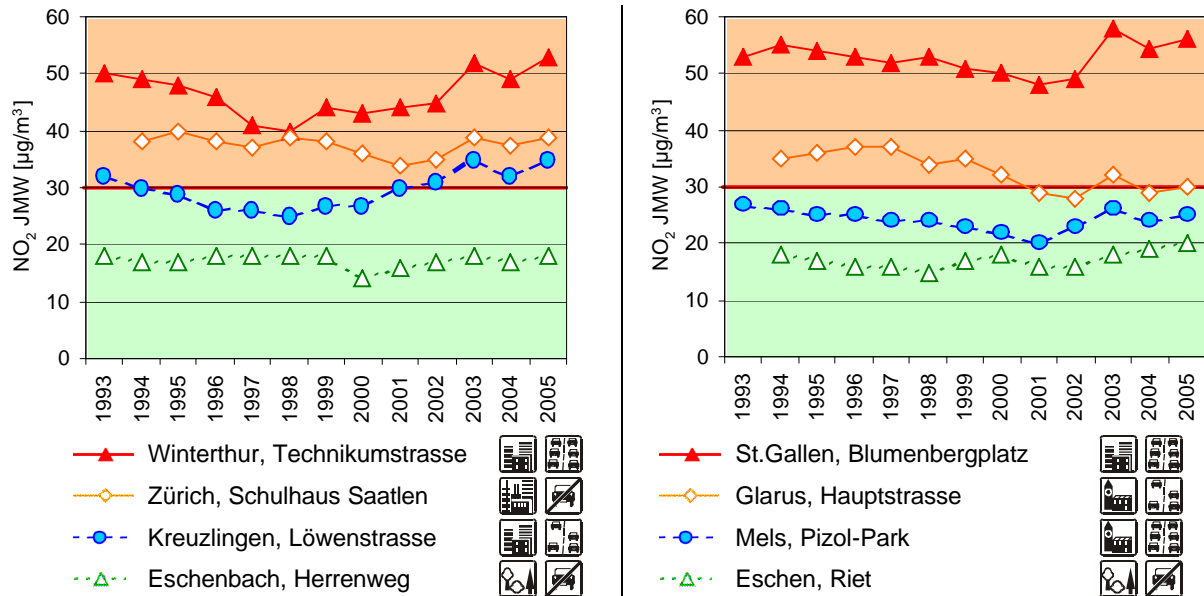 60
50
40
30
20
10
0
NO₂ JMW [µg/m³]
1993 1994 1995 1996 1997 1998 1999 2000 2001 2002 2003 2004 2005
Winterthur, Technikumstrasse
Zürich, Schulhaus Saatlen
Kreuzlingen, Löwenstrasse
Eschenbach, Herrenweg
60
50
40
30
20
10
0
NO₂ JMW [µg/m³]
1993 1994 1995 1996 1997 1998 1999 2000 2001 2002 2003 2004 2005
St.Gallen, Blumenbergplatz
Glarus, Hauptstrasse
Mels, Pizol-Park
Eschen, Riet